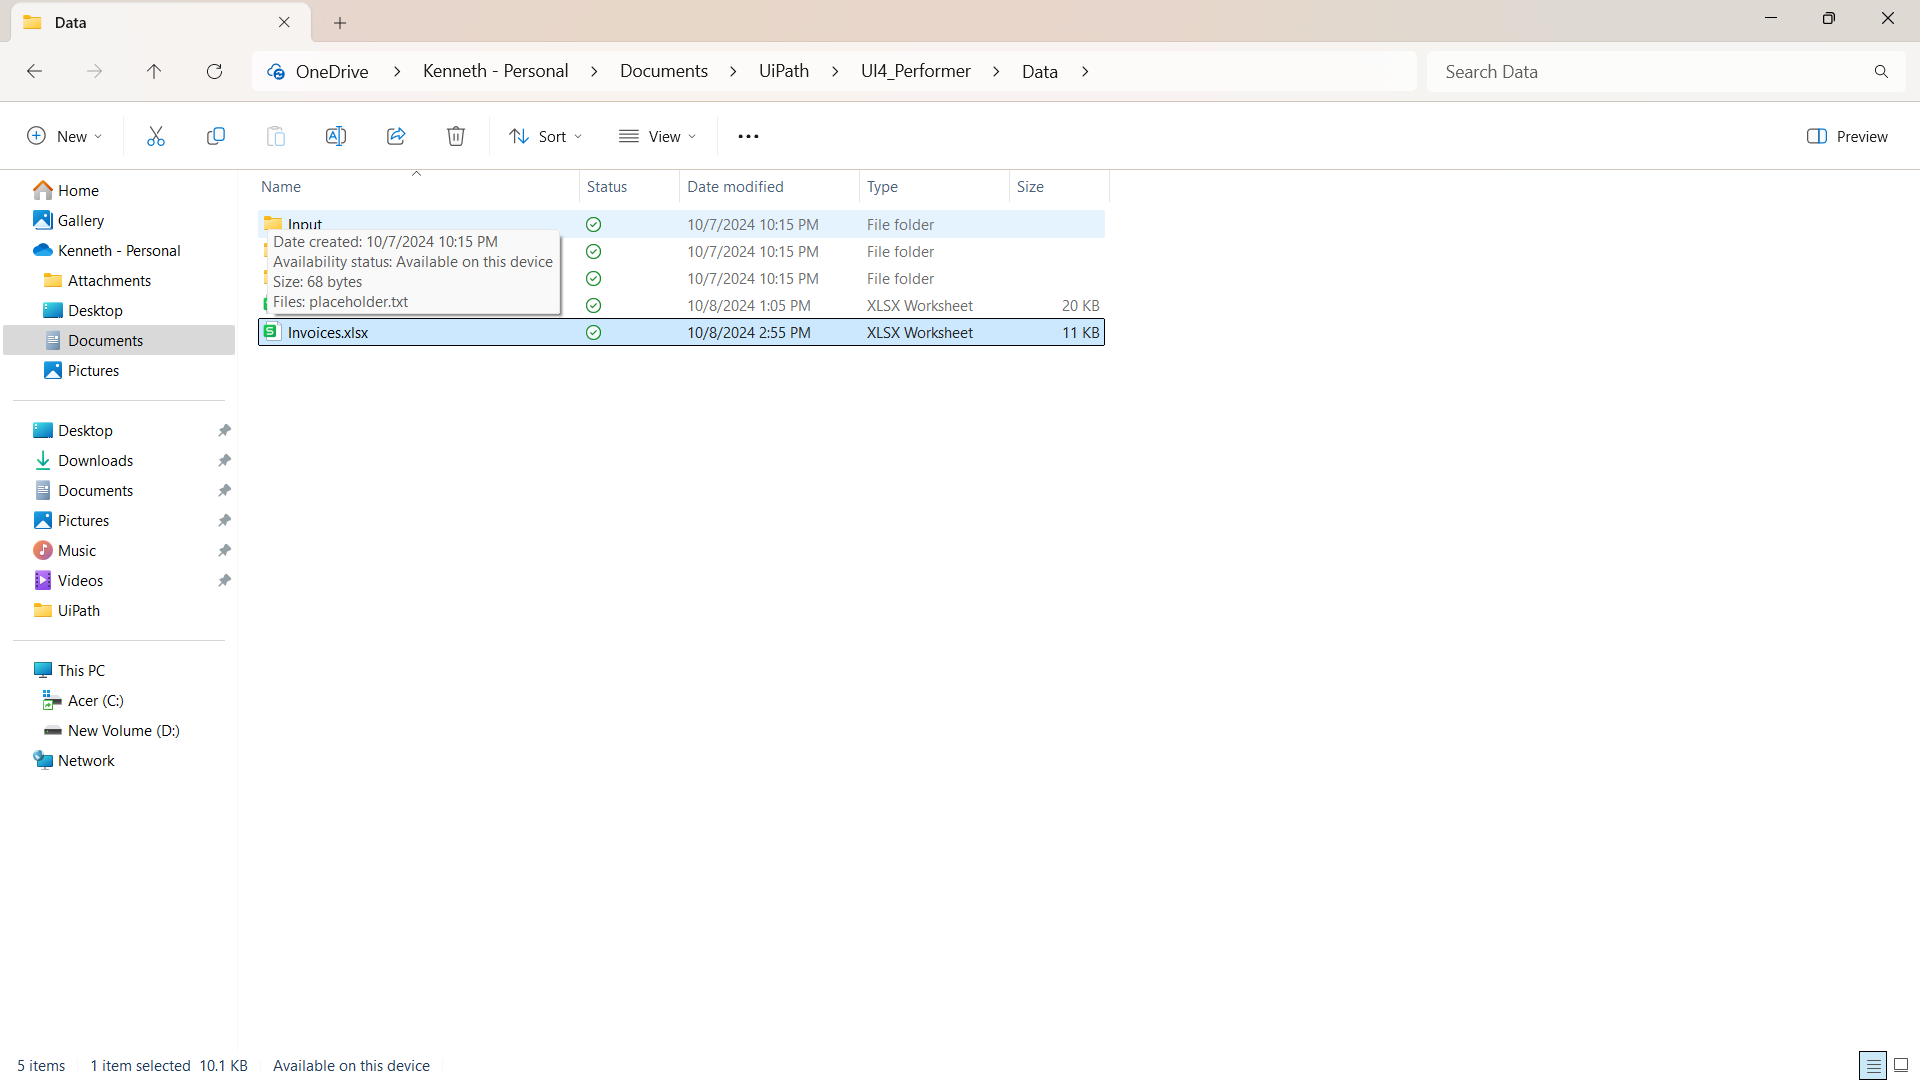 Data
OneDrive > Kenneth - Personal > Documents > UiPath > UI4_Performer > Data >
Search Data
New
Sort
View
Preview
Name Status Date modified Type Size
Home
Gallery
Kenneth - Personal
Attachments
Desktop
Documents
Pictures
Desktop
Downloads
Documents
Pictures
Music
Videos
UiPath
This PC
Acer (C:)
New Volume (D:)
Network
Input 10/7/2024 10:15 PM File folder
10/7/2024 10:15 PM File folder
10/7/2024 10:15 PM File folder
10/8/2024 1:05 PM XLSX Worksheet 20 KB
Invoices.xlsx 10/8/2024 2:55 PM XLSX Worksheet 11 KB
Date created: 10/7/2024 10:15 PM
Availability status: Available on this device
Size: 68 bytes
Files: placeholder.txt
5 items 1 item selected 10.1 KB Available on this device